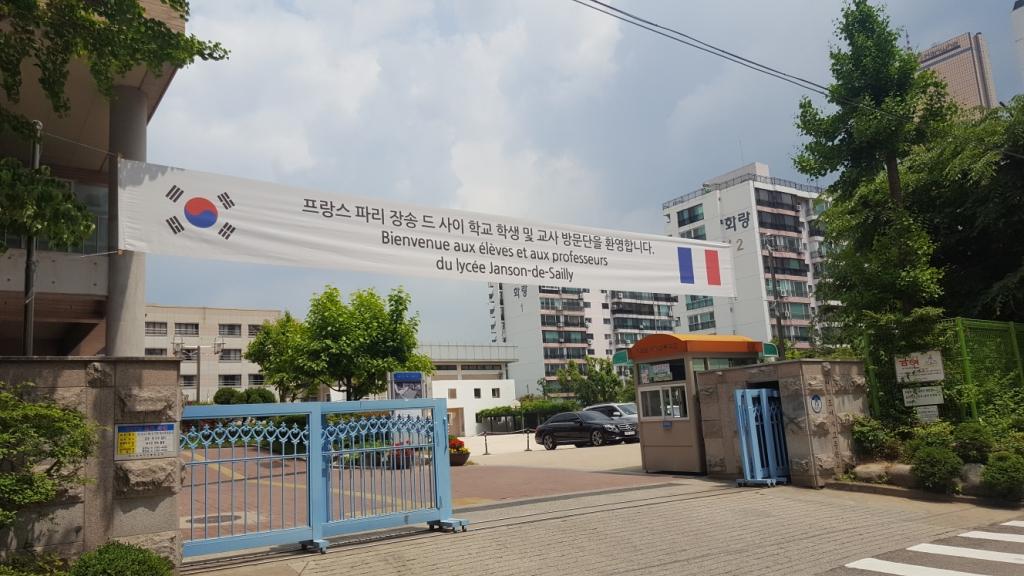 프랑스 파리 장송 드 사이 학교 학생 및 교사 방문단을 환영합니다.
Bienvenue aux élèves et aux professeurs
du lycée Janson-de-Sailly
화랑
2
화랑
1